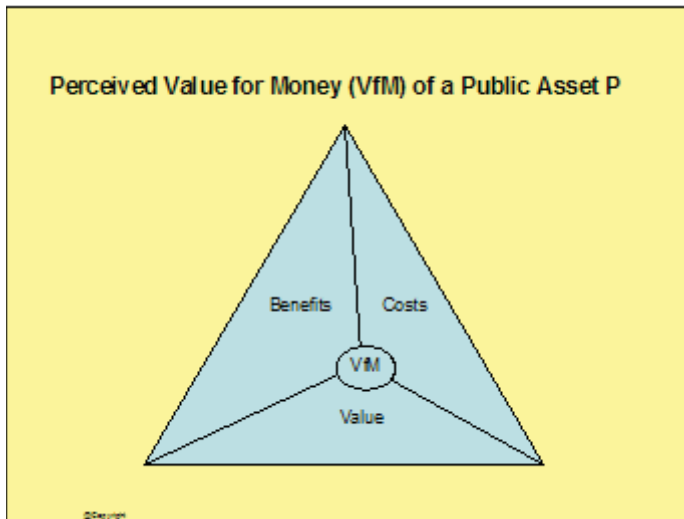 Perceived Value for Money (VfM) of a Public Asset P
Benefits Costs
VfM
Value